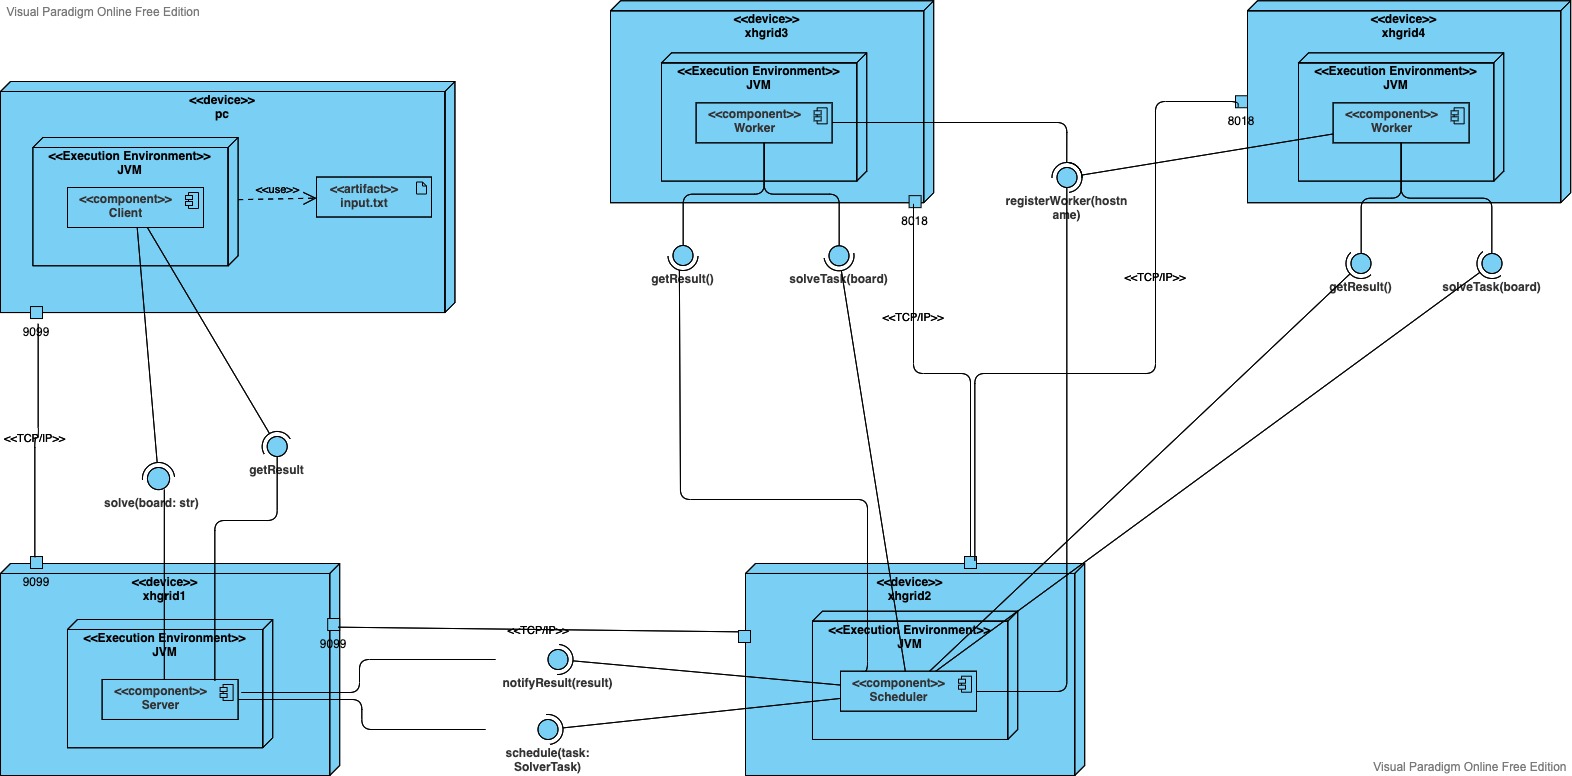 Visual Paradigm Online Free Edition
<<device>>
xhgrid3
<<Execution Environment>>
JVM
<<component>>
Worker
8018
<<device>>
xhgrid4
<<Execution Environment>>
JVM
<<component>>
Worker
8018
<<device>>
pc
<<Execution Environment>>
JVM
<<component>>
Client
<<use>>
<<artifact>>
input.txt
9099
registerWorker(hostn
ame)
getResult()
solveTask(board)
<<TCP/IP>>
<<TCP/IP>>
getResult()
solveTask(board)
<<TCP/IP>>
getResult
solve(board: str)
9099
<<device>>
xhgrid1
<<Execution Environment>>
JVM
<<component>>
Server
9099
<<TCP/IP>>
notifyResult(result)
schedule(task:
SolverTask)
<<device>>
xhgrid2
<<Execution Environment>>
JVM
<<component>>
Scheduler
Visual Paradigm Online Free Edition